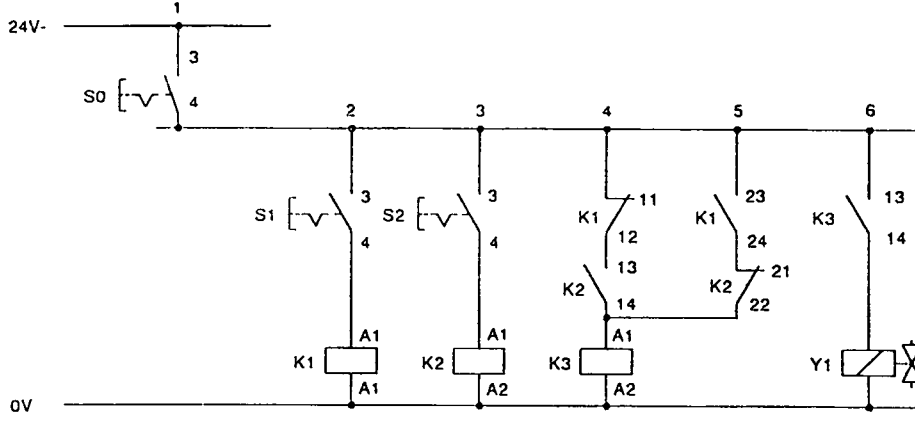 1
24V-
3
S0
4
2 3 4 5 6
3 3 11 23 13
S1 S2 K1 K1 K3
4 4 12 24 14
13 21
K2 K2
14 22
A1 A1 A1
K1 K2 K3 Y1
A1 A2 A2
0V